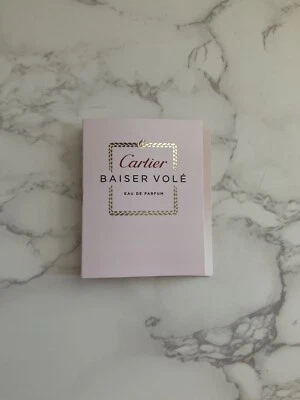 Cartier
BAISER VOLÉ
EAU DE PARFUM